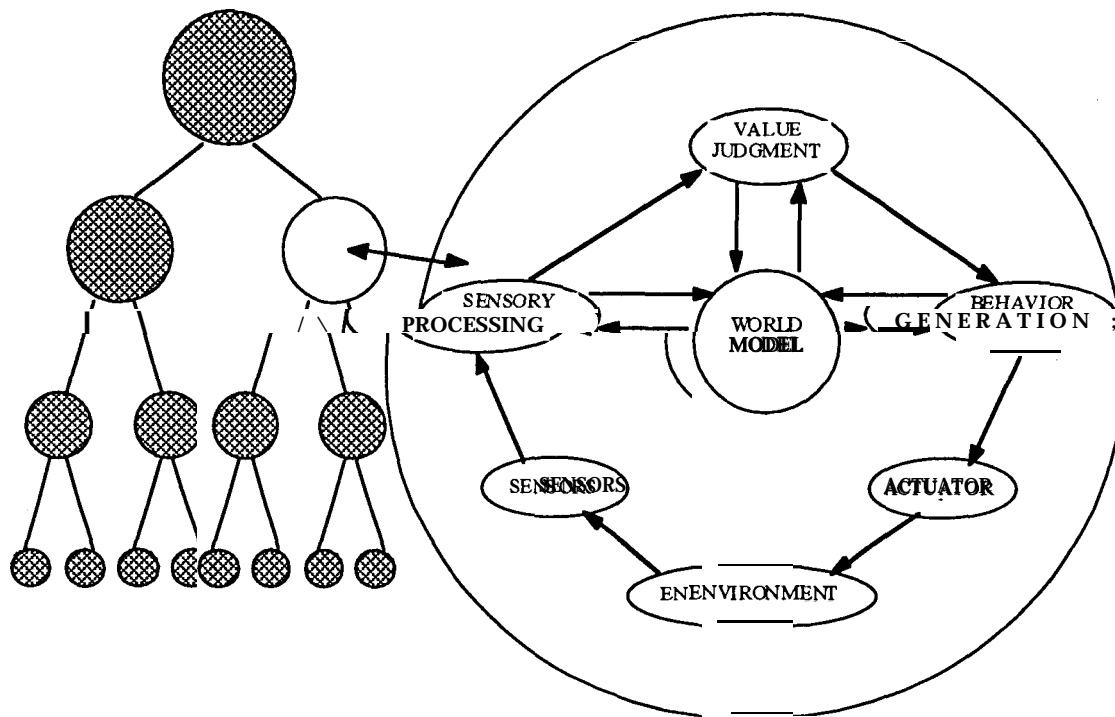 VALUE
JUDGMENT
SENSORY
PROCESSING
WORLD
MODEL
BEHAVIOR
GENERATION
SENSORS
ACTUATOR
ENVIRONMENT